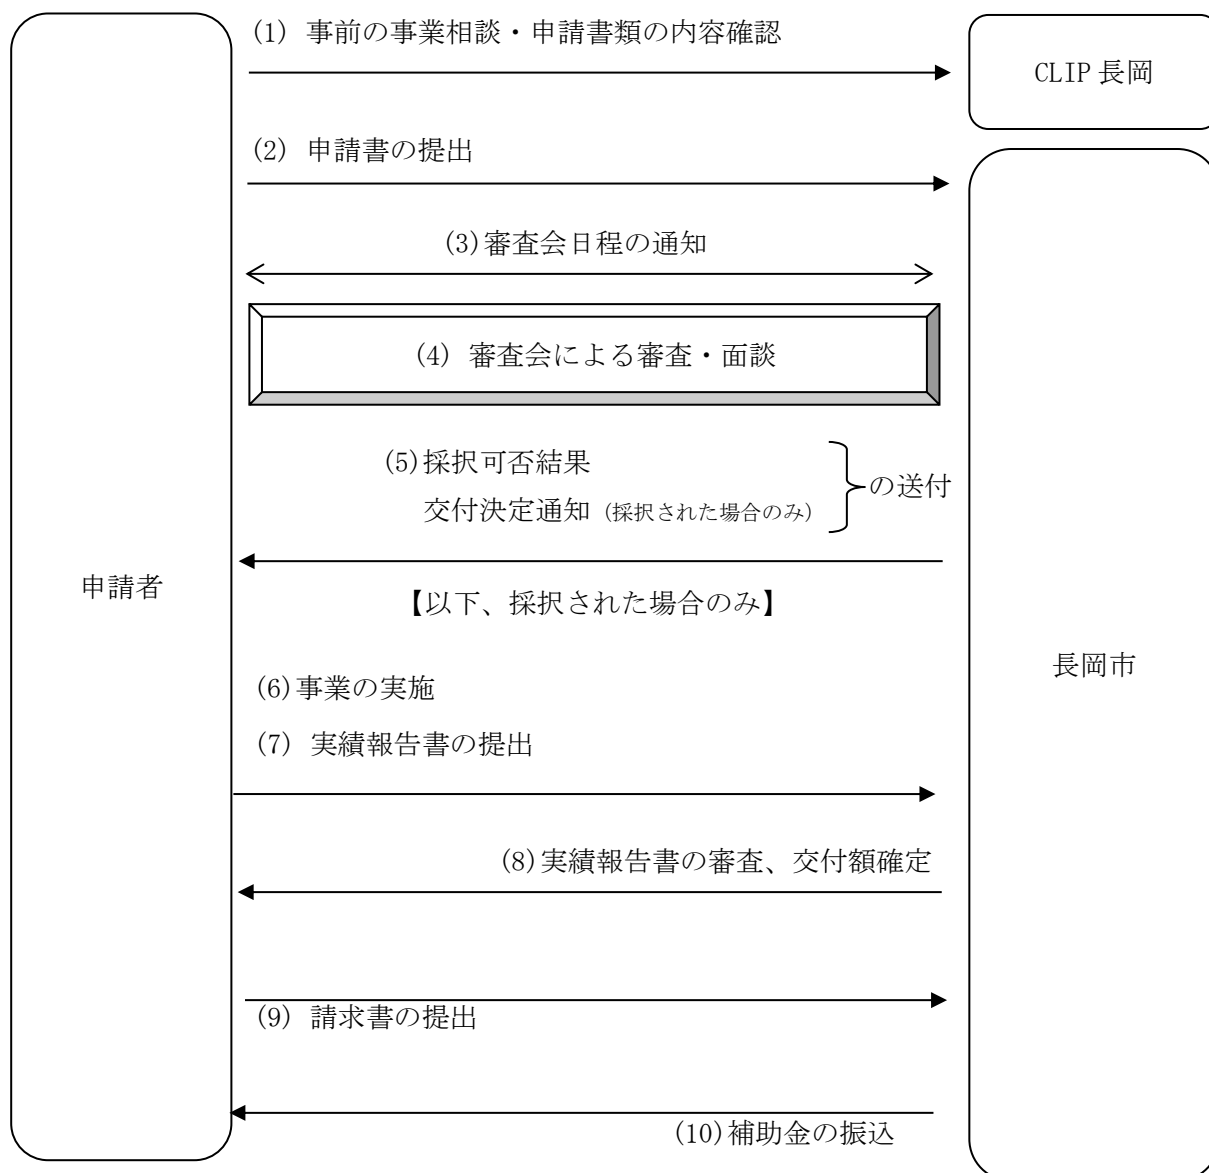 (1) 事前の事業相談・申請書類の内容確認
CLIP 長岡
(2) 申請書の提出
(3)審査会日程の通知
(4) 審査会による審査・面談
(5)採択可否結果
交付決定通知 (採択された場合のみ)
の送付
申請者
【以下、採択された場合のみ】
長岡市
(6)事業の実施
(7) 実績報告書の提出
(8)実績報告書の審査、交付額確定
(9) 請求書の提出
(10)補助金の振込